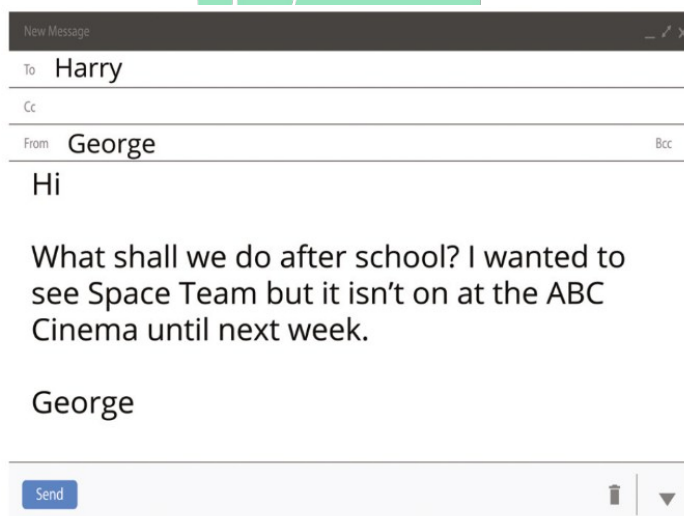 New Message
To Harry
Cc
From George Bcc
Hi
What shall we do after school? I wanted to
see Space Team but it isn’t on at the ABC
Cinema until next week.
George
Send